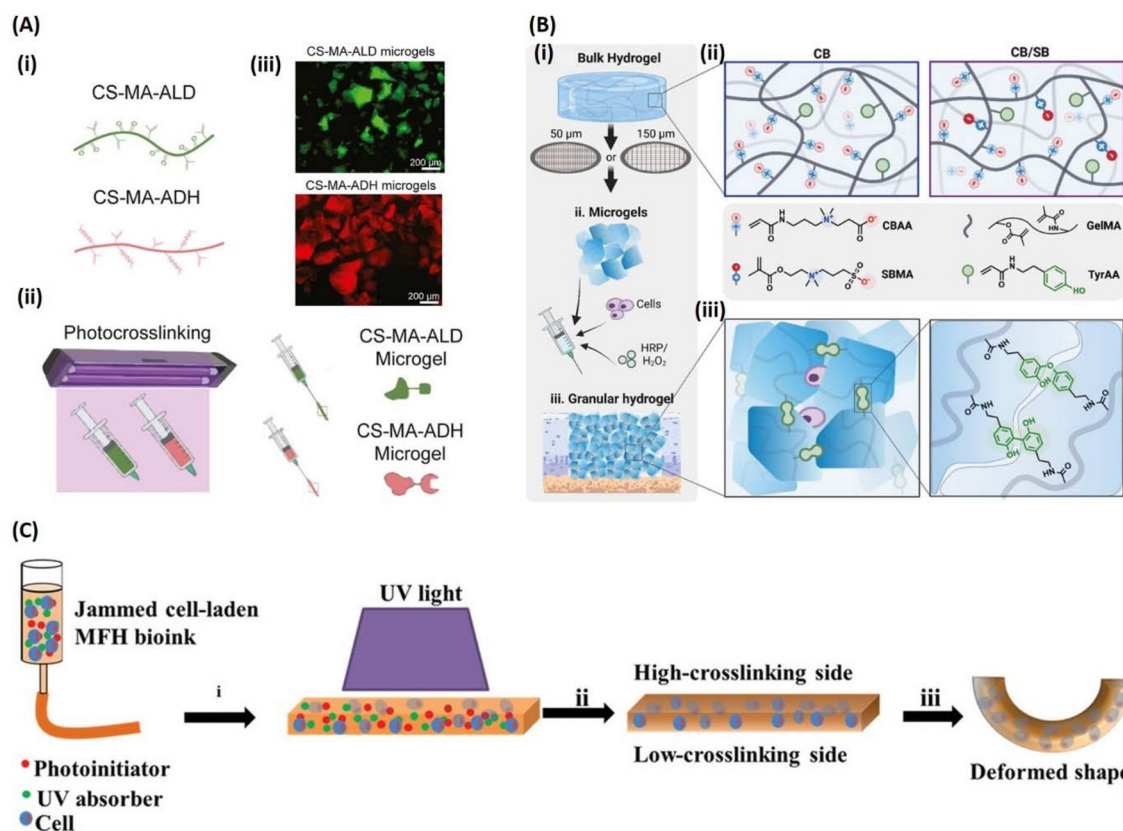 (A)
(i)
CS-MA-ALD
CS-MA-ADH
(iii)
CS-MA-ALD microgels
200 µm
CS-MA-ADH microgels
200 µm
(ii)
Photocrosslinking
CS-MA-ALD
Microgel
CS-MA-ADH
Microgel
(B)
(i)
Bulk Hydrogel
50 µm
or
150 µm
ii. Microgels
Cells
HRP/
H₂O₂
iii. Granular hydrogel
(ii)
CB
CB/SB
CBAA
GelMA
SBMA
TyrAA
(iii)
(C)
Jammed cell-laden
MFH bioink
Photoinitiator
UV absorber
Cell
i
UV light
ii
High-crosslinking side
Low-crosslinking side
iii
Deformed shape